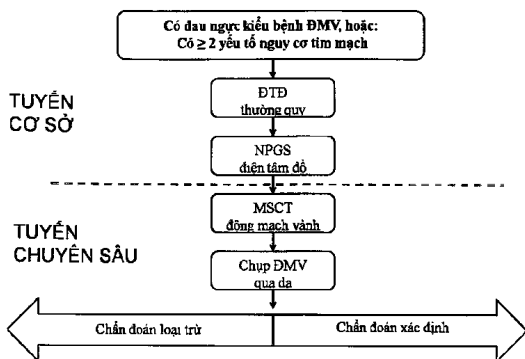 Có đau ngực kiểu bệnh ĐMV, hoặc:
Có ≥ 2 yếu tố nguy cơ tim mạch
TUYẾN
CƠ SỞ
ĐTĐ
thường quy
NPGS
điện tâm đồ
MSCT
động mạch vành
TUYẾN
CHUYÊN SÂU
Chụp ĐMV
qua da
Chẩn đoán loại trừ
Chẩn đoán xác định